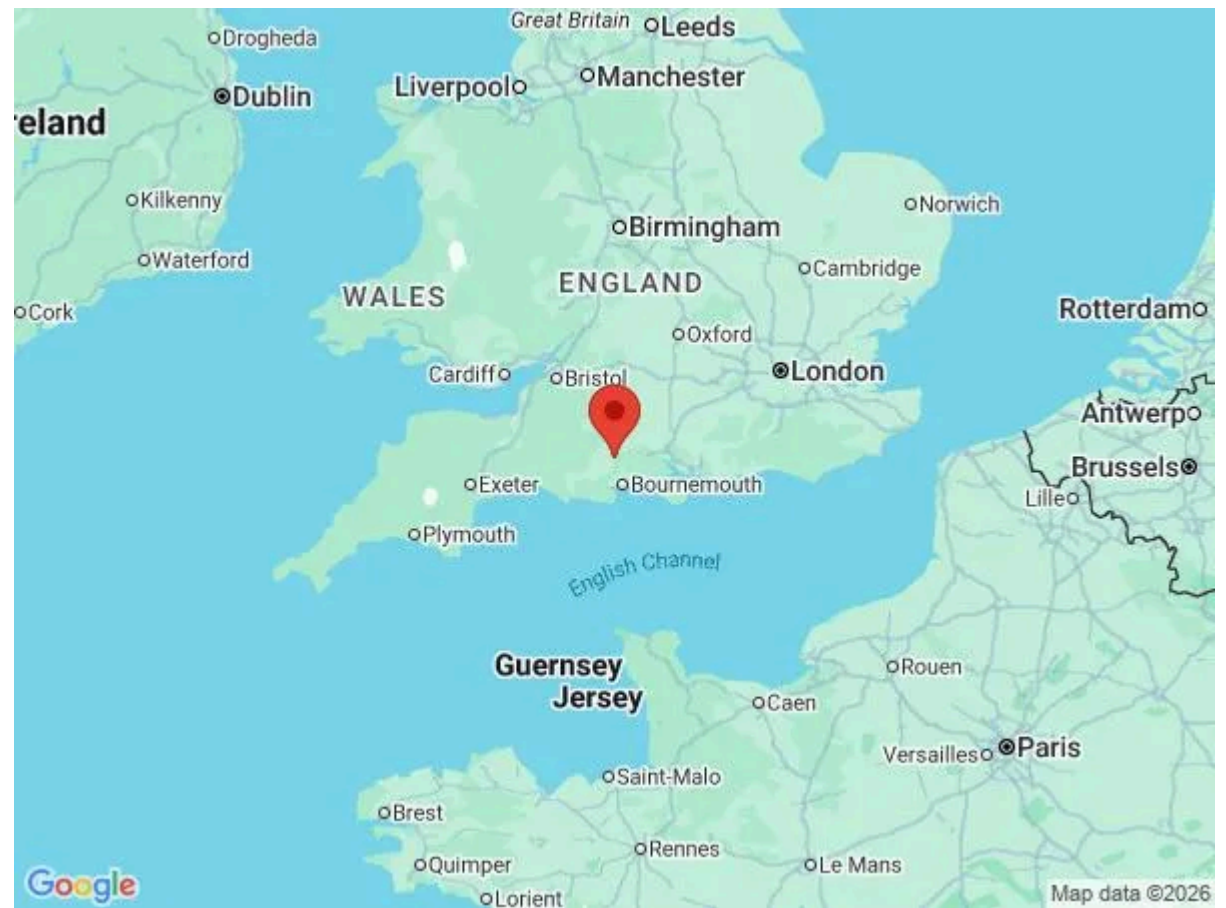 Great Britain
Leeds
Drogheda
Manchester
Liverpool
Dublin
reland
Kilkenny
Norwich
Birmingham
Waterford
Cambridge
ENGLAND
WALES
Cork
Rotterdam
Oxford
Cardiff
Bristol
London
Antwerp
Brussels
Exeter
Bournemouth
Lille
Plymouth
English Channel
Guernsey
Rouen
Jersey
Caen
Versailles
Paris
Saint-Malo
Brest
Rennes
Quimper
Le Mans
Google
Lorient
Map data ©2026